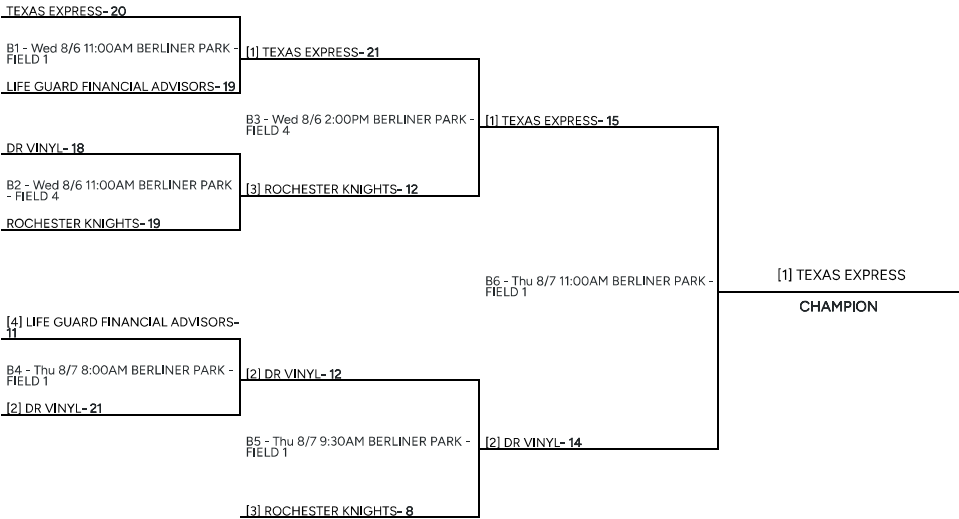 TEXAS EXPRESS- 20
B1 - Wed 8/6 11:00AM BERLINER PARK -
FIELD 1
LIFE GUARD FINANCIAL ADVISORS- 19
[1] TEXAS EXPRESS- 21
B3 - Wed 8/6 2:00PM BERLINER PARK -
FIELD 4
DR VINYL- 18
B2 - Wed 8/6 11:00AM BERLINER PARK
- FIELD 4
ROCHESTER KNIGHTS- 19
[3] ROCHESTER KNIGHTS- 12
[1] TEXAS EXPRESS- 15
B6 - Thu 8/7 11:00AM BERLINER PARK -
FIELD 1
[1] TEXAS EXPRESS
CHAMPION
[4] LIFE GUARD FINANCIAL ADVISORS-
11
B4 - Thu 8/7 8:00AM BERLINER PARK -
FIELD 1
[2] DR VINYL- 21
[2] DR VINYL- 12
B5 - Thu 8/7 9:30AM BERLINER PARK -
FIELD 1
[3] ROCHESTER KNIGHTS- 8
[2] DR VINYL- 14